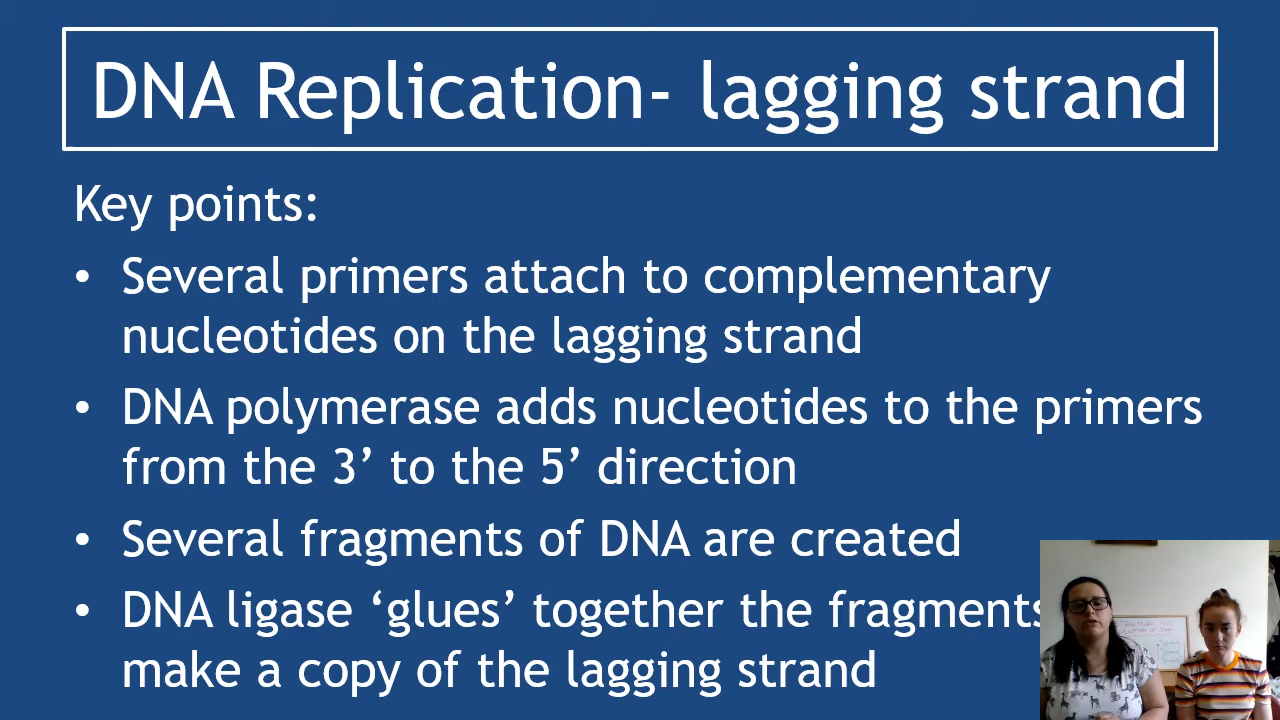 DNA Replication- lagging strand
Key points:
• Several primers attach to complementary
nucleotides on the lagging strand
• DNA polymerase adds nucleotides to the primers
from the 3’ to the 5’ direction
• Several fragments of DNA are created
• DNA ligase ‘glues’ together the fragments
make a copy of the lagging strand